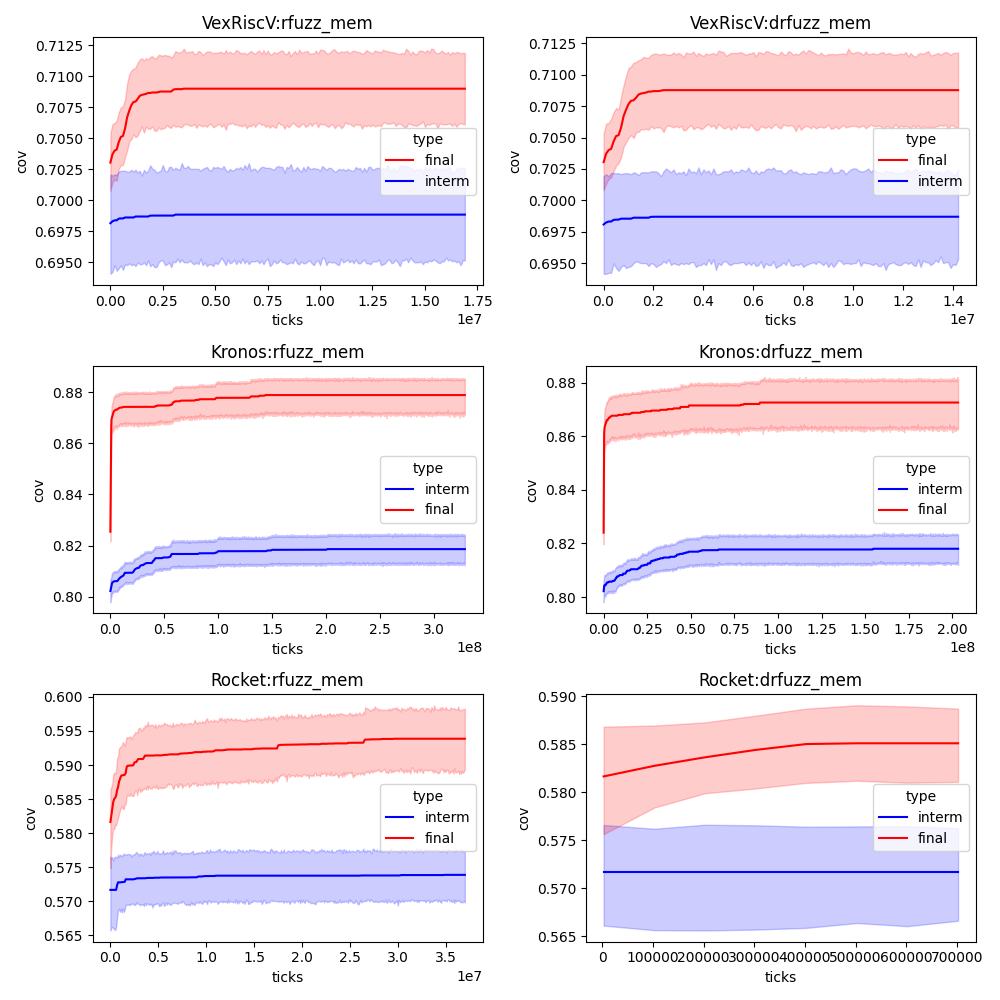 VexRiscV:rfuzz_mem
0.7125
0.7100
0.7075
0.7050
0.7025
0.7000
0.6975
0.6950
cov
type
final
interm
0.00 0.25 0.50 0.75 1.00 1.25 1.50 1.75
ticks
1e7
VexRiscV:drfuzz_mem
0.7125
0.7100
0.7075
0.7050
0.7025
0.7000
0.6975
0.6950
cov
type
final
interm
0.0 0.2 0.4 0.6 0.8 1.0 1.2 1.4
ticks
1e7
Kronos:rfuzz_mem
0.88
0.86
0.84
0.82
0.80
cov
type
interm
final
0.0 0.5 1.0 1.5 2.0 2.5 3.0
ticks
1e8
Kronos:drfuzz_mem
0.88
0.86
0.84
0.82
0.80
cov
type
interm
final
0.00 0.25 0.50 0.75 1.00 1.25 1.50 1.75 2.00
ticks
1e8
Rocket:rfuzz_mem
0.600
0.595
0.590
0.585
0.580
0.575
0.570
0.565
cov
type
interm
final
0.0 0.5 1.0 1.5 2.0 2.5 3.0 3.5
ticks
1e7
Rocket:drfuzz_mem
0.590
0.585
0.580
0.575
0.570
0.565
cov
type
interm
final
0 100000 200000 300000 400000 500000 600000 700000
ticks